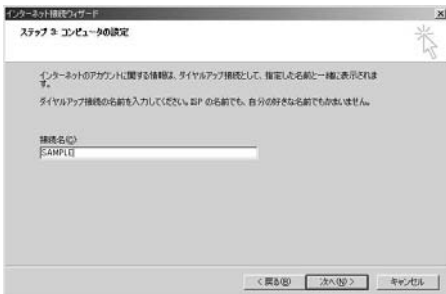 インターネット接続ウィザード
ステップ 3: コンピュータの設定
インターネットのアカウントに関する情報は、ダイヤルアップ接続として、指定した名前と一緒に表示されま
す。
ダイヤルアップ接続の名前を入力してください。ISP の名前でも、自分の好きな名前でもかまいません。
接続名(C)
SAMPLE
< 戻る(B)
次へ(N) >
キャンセル